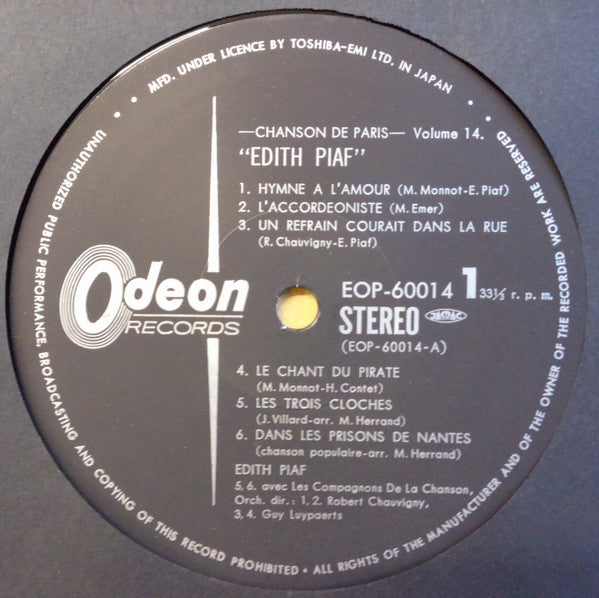 • MFD. UNDER LICENCE BY TOSHIBA-EMI LTD. IN JAPAN •
—CHANSON DE PARIS— Volume 14.
"EDITH PIAF"
1. HYMNE A L'AMOUR (M. Monnot-E. Piaf)
2. L'ACCORDEONISTE (M. Emer)
3. UN REFRAIN COURAIT DANS LA RUE
(R. Chauvigny-E. Piaf)
Odeon
RECORDS
EOP-60014 1 33⅓ r. p. m.
STEREO
(EOP-60014-A)
4. LE CHANT DU PIRATE
(M. Monnot-H. Contet)
5. LES TROIS CLOCHES
(J. Villard-arr. M. Herrand)
6. DANS LES PRISONS DE NANTES
(chanson populaire-arr. M. Herrand)
EDITH PIAF
5, 6. avec Les Compagnons De La Chanson,
Orch. dir.: 1, 2. Robert Chauvigny,
3, 4. Guy Luypaerts
UNAUTHORIZED PUBLIC PERFORMANCE, BROADCASTING AND COPYING OF THIS RECORD PROHIBITED • ALL RIGHTS OF THE MANUFACTURER AND OF THE OWNER OF THE RECORDED WORK ARE RESERVED